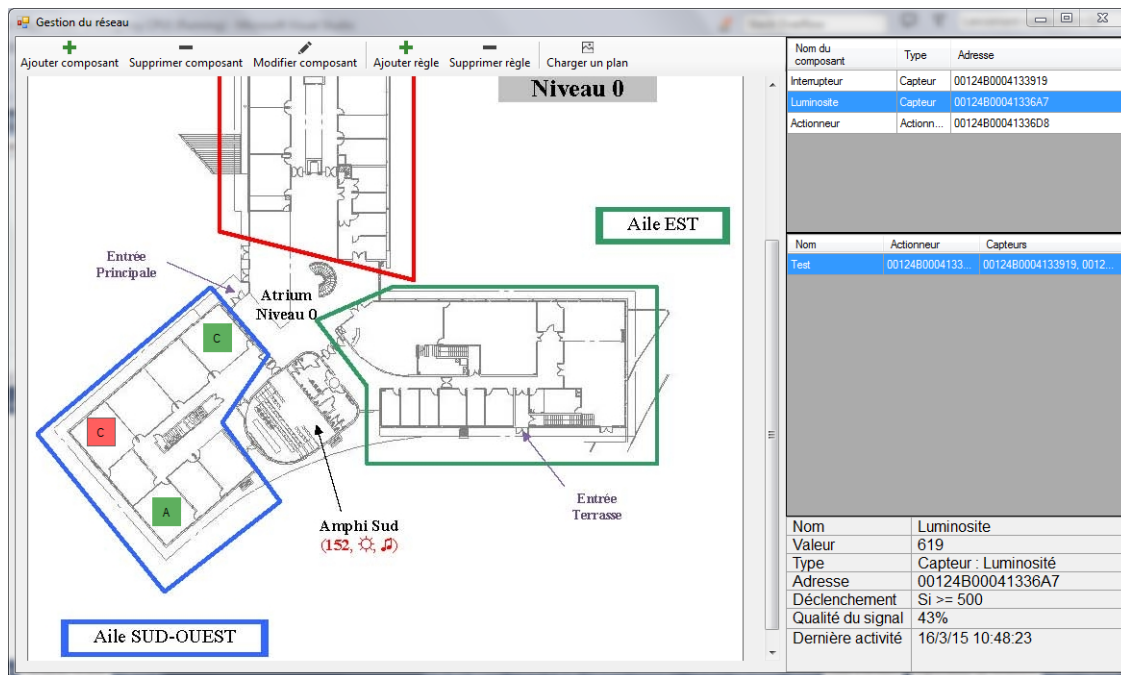 Gestion du réseau
Ajouter composant Supprimer composant Modifier composant Ajouter règle Supprimer règle Charger un plan
Niveau 0
Aile EST
Entrée
Principale
Atrium
Niveau 0
C
C
A
Amphi Sud
(152, ☼, ♫)
Entrée
Terrasse
Aile SUD-OUEST
Nom du composant Type Adresse
Interrupteur Capteur 00124B0004133919
Luminosite Capteur 00124B00041336A7
Actionneur Actionn... 00124B00041336D8
Nom Actionneur Capteurs
Test 00124B0004133... 00124B0004133919, 0012...
Nom Luminosite
Valeur 619
Type Capteur : Luminosité
Adresse 00124B00041336A7
Déclenchement Si >= 500
Qualité du signal 43%
Dernière activité 16/3/15 10:48:23